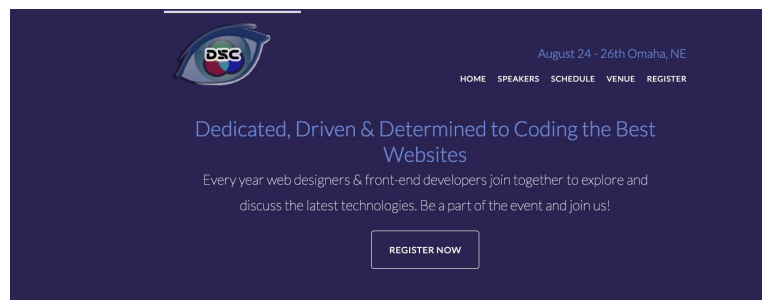 DSC
August 24 - 26th Omaha, NE
HOME SPEAKERS SCHEDULE VENUE REGISTER
Dedicated, Driven & Determined to Coding the Best
Websites
Every year web designers & front-end developers join together to explore and
discuss the latest technologies. Be a part of the event and join us!
REGISTER NOW